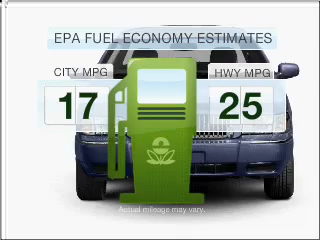 EPA FUEL ECONOMY ESTIMATES
CITY MPG
HWY MPG
17
25
Actual mileage may vary.